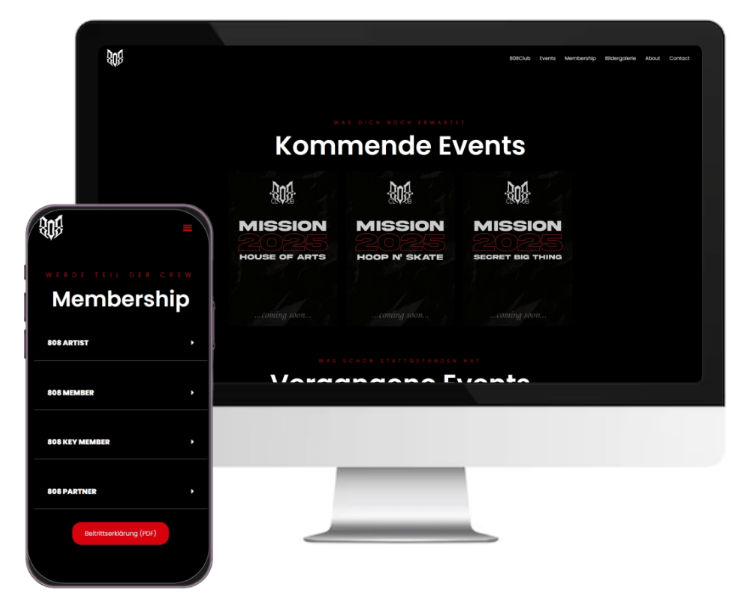 808
808Club Events Membership Bildergalerie About Contact
WAS DICH NOCH ERWARTET
Kommende Events
808
CLUB
MISSION
2025
HOUSE OF ARTS
...coming soon...
808
CLUB
MISSION
2025
HOOP N' SKATE
...coming soon...
808
CLUB
MISSION
2025
SECRET BIG THING
...coming soon...
WAS SCHON STATTGEFUNDEN HAT
Vergangene Events
808
WERDE TEIL DER CREW
Membership
808 ARTIST
808 MEMBER
808 KEY MEMBER
808 PARTNER
Beitrittserklärung (PDF)